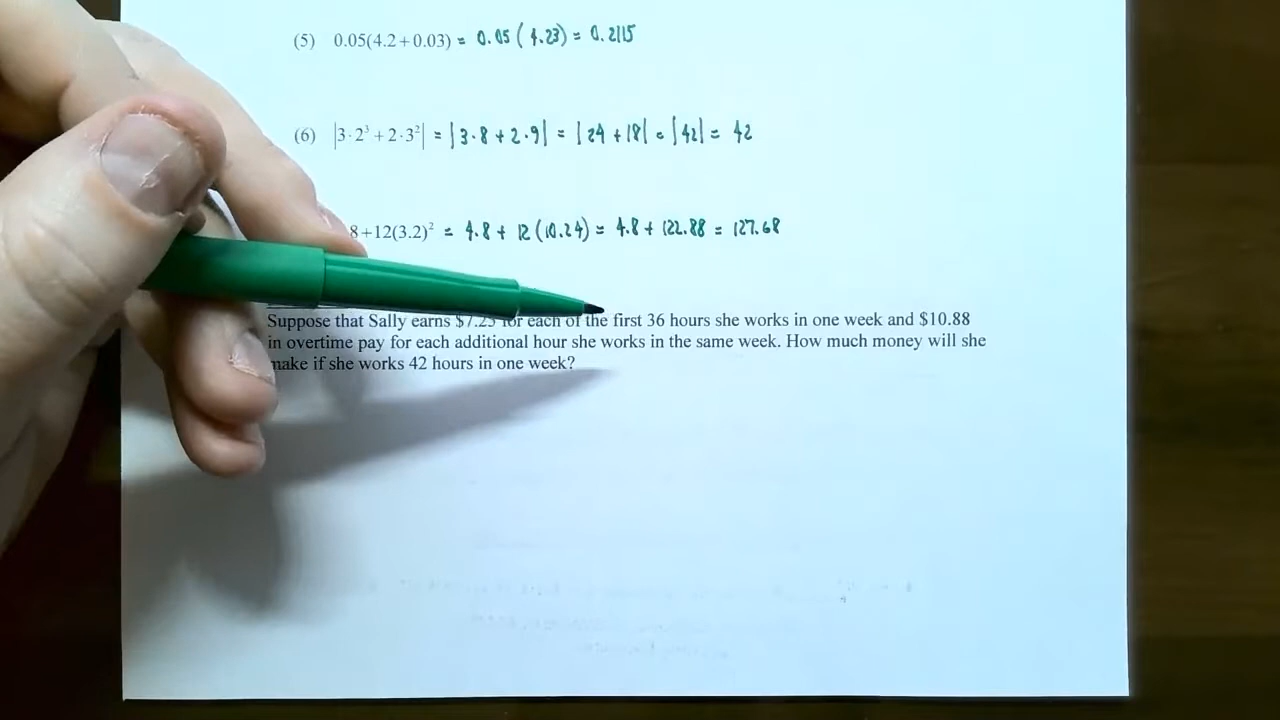 (5) 0.05(4.2+0.03) = 0.05 (4.23) = 0.2115
(6) |3·2³+2·3²| = |3·8+2·9| = |24+18| = |42| = 42
8+12(3.2)² = 4.8 + 12 (10.24) = 4.8 + 122.88 = 127.68
Suppose that Sally earns $7.25 for each of the first 36 hours she works in one week and $10.88
in overtime pay for each additional hour she works in the same week. How much money will she
make if she works 42 hours in one week?